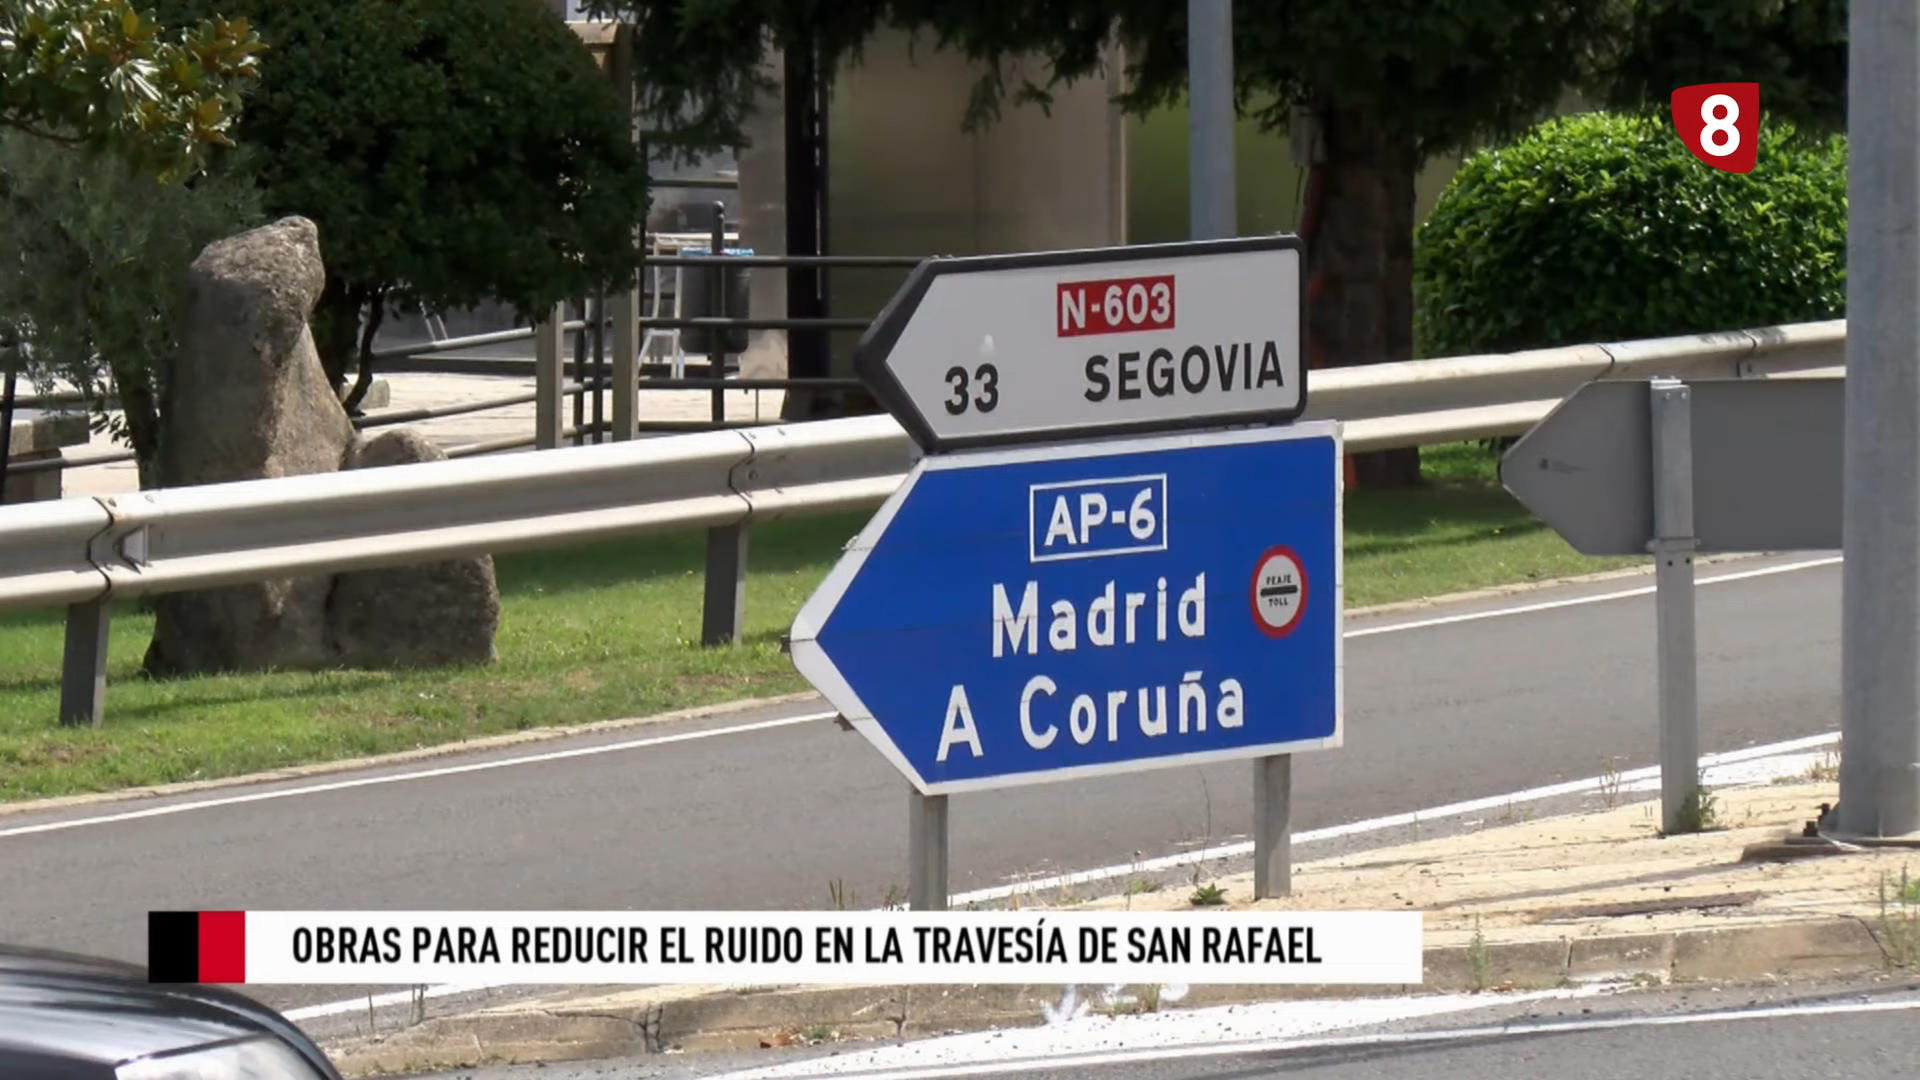 8
N-603
33 SEGOVIA
AP-6
Madrid
PEAJE
TOLL
A Coruña
OBRAS PARA REDUCIR EL RUIDO EN LA TRAVESÍA DE SAN RAFAEL